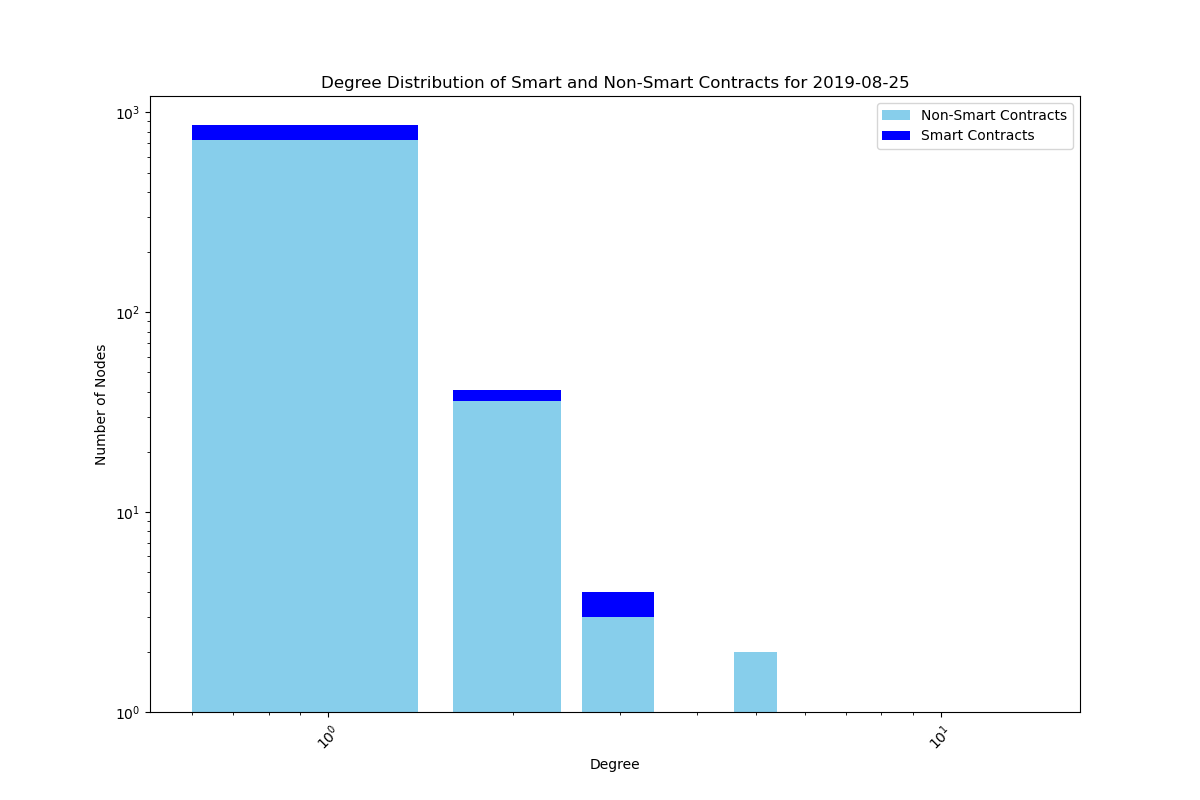 Degree Distribution of Smart and Non-Smart Contracts for 2019-08-25
Non-Smart Contracts
Smart Contracts
Number of Nodes
10³
10²
10¹
10⁰
10⁰
10¹
Degree